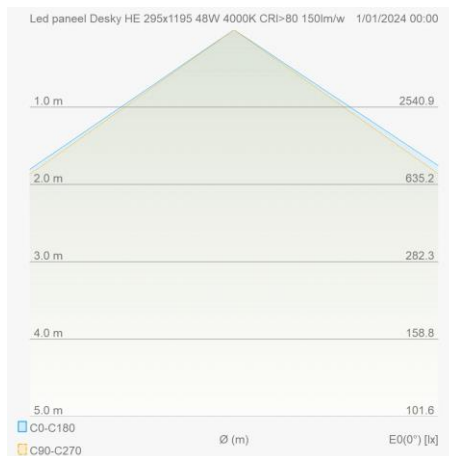 Led paneel Desky HE 295x1195 48W 4000K CRI>80 150lm/w 1/01/2024 00:00
1.0 m 2540.9
2.0 m 635.2
3.0 m 282.3
4.0 m 158.8
5.0 m 101.6
C0-C180
Ø (m) E0(0°) [lx]
C90-C270